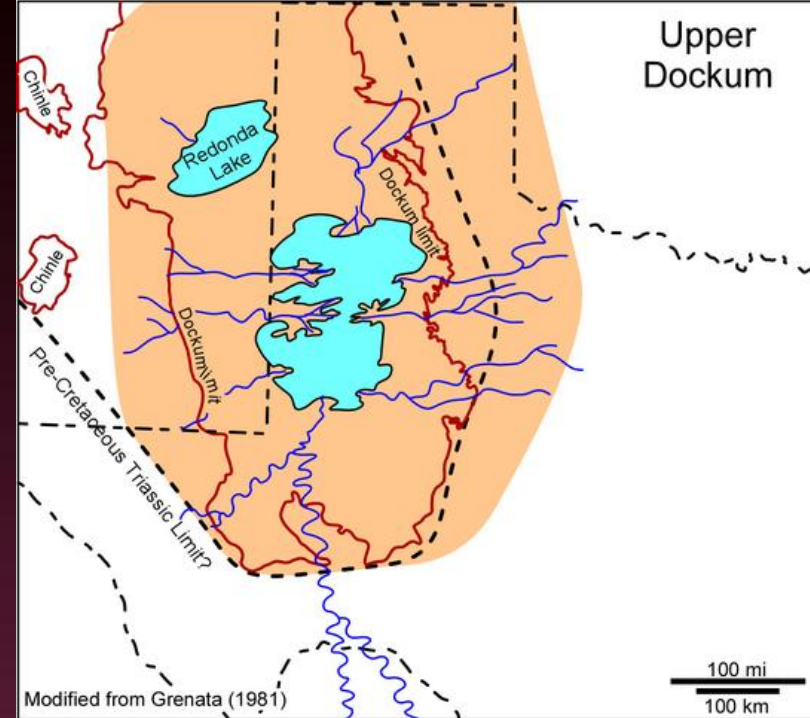 Upper
Dockum
Chinle
Redonda
Lake
Dockum limit
Chinle
Dockum limit
Pre-Cretaceous Triassic Limit?
100 mi
100 km
Modified from Grenata (1981)